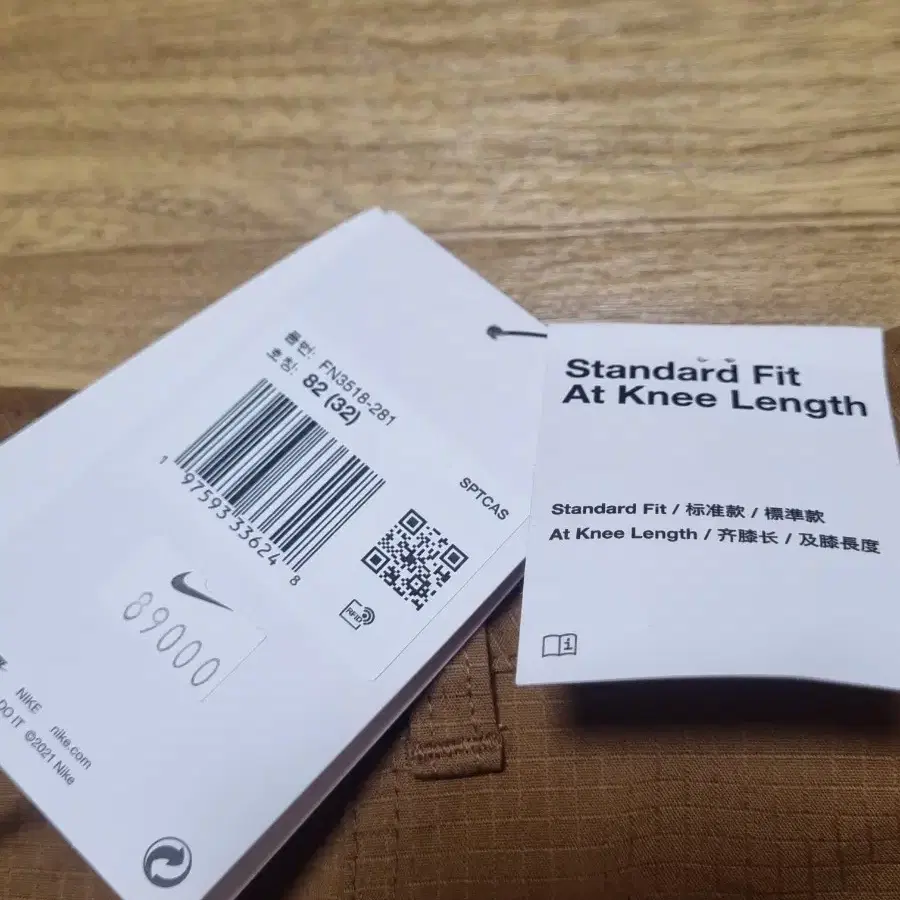 품번: FN3518-281
호칭: 82 (32)
1 97593 33624 8
SPTCAS
RFID
89000
NIKE nike.com
DO IT ©2021 Nike
Standard Fit
At Knee Length
Standard Fit / 标准款 / 標準款
At Knee Length / 齐膝长 / 及膝長度